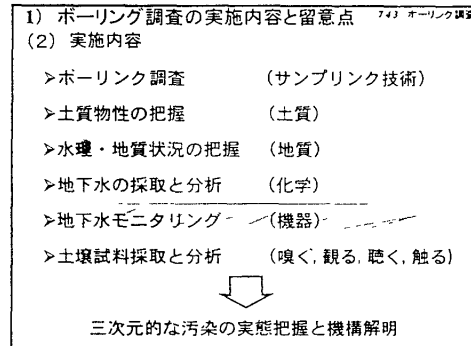 1) ボーリング調査の実施内容と留意点 7.4.3 ボーリング調査
(2) 実施内容
➢ボーリンク調査 (サンプリンク技術)
➢土質物性の把握 (土質)
➢水理・地質状況の把握 (地質)
➢地下水の採取と分析 (化学)
➢地下水モニタリング (機器)
➢土壌試料採取と分析 (嗅ぐ, 観る, 聴く, 触る)
三次元的な汚染の実態把握と機構解明